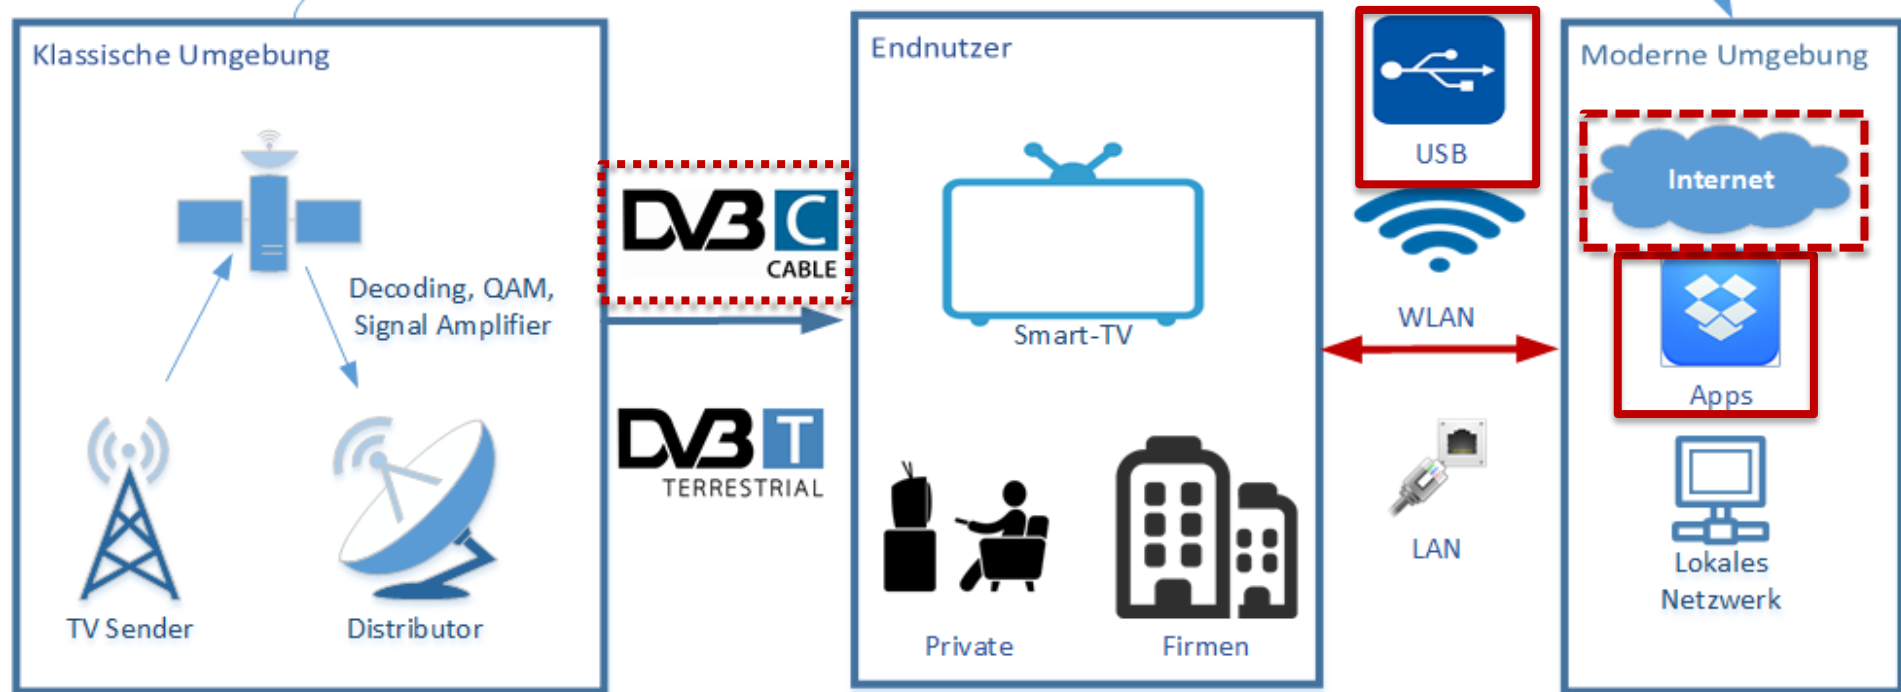 Klassische Umgebung
Decoding, QAM,
Signal Amplifier
TV Sender
Distributor
DVB C
CABLE
DVB T
TERRESTRIAL
Endnutzer
Smart-TV
Private
Firmen
USB
WLAN
LAN
Moderne Umgebung
Internet
Apps
Lokales
Netzwerk